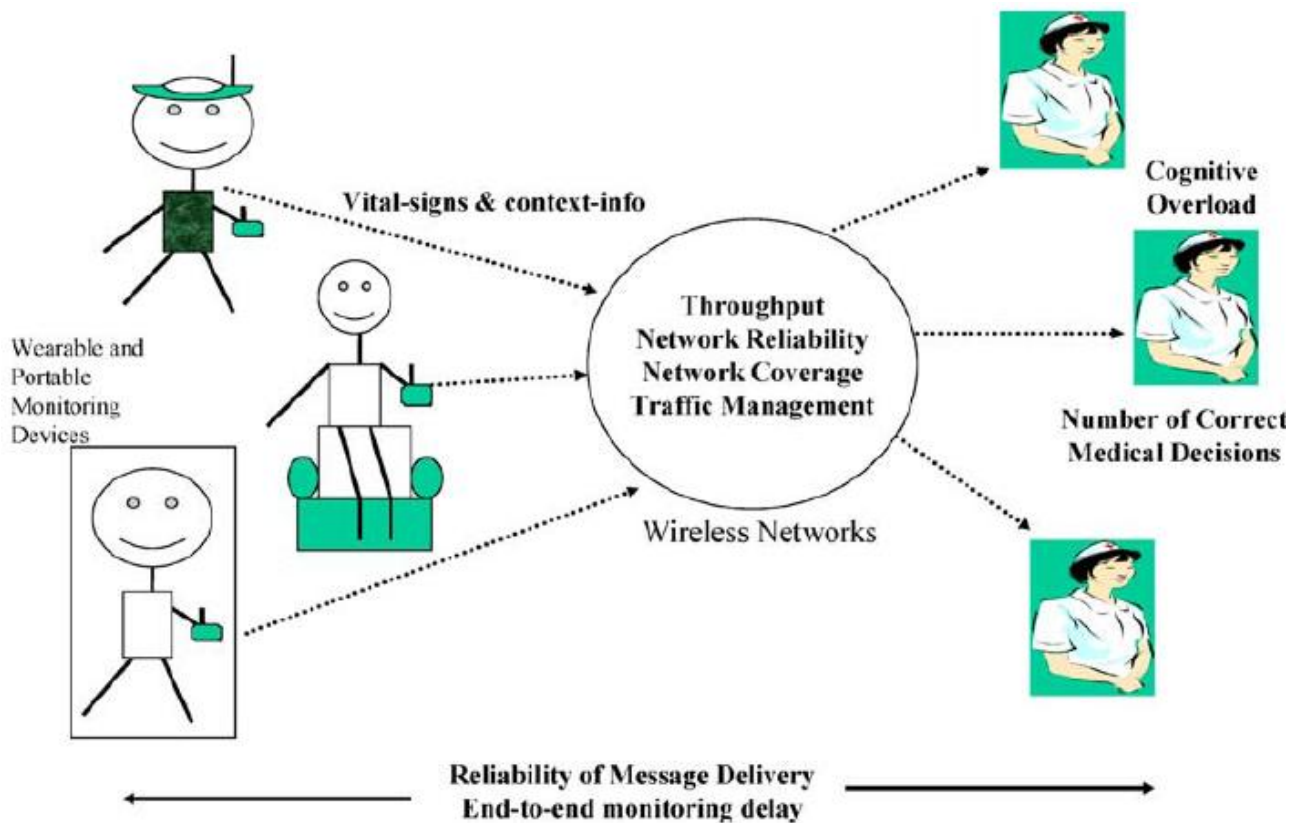 Vital-signs & context-info
Wearable and
Portable
Monitoring
Devices
Throughput
Network Reliability
Network Coverage
Traffic Management
Wireless Networks
Cognitive
Overload
Number of Correct
Medical Decisions
Reliability of Message Delivery
End-to-end monitoring delay